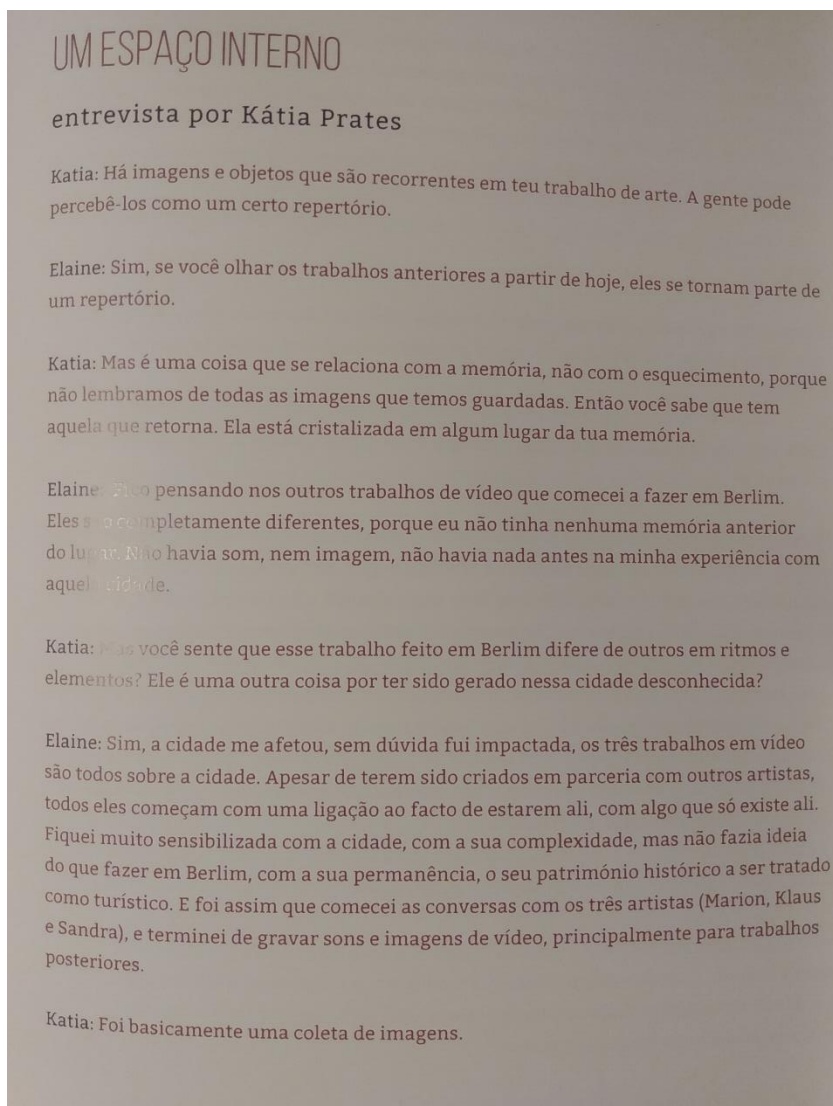 UM ESPAÇO INTERNO
entrevista por Kátia Prates
Katia: Há imagens e objetos que são recorrentes em teu trabalho de arte. A gente pode
percebê-los como um certo repertório.
Elaine: Sim, se você olhar os trabalhos anteriores a partir de hoje, eles se tornam parte de
um repertório.
Katia: Mas é uma coisa que se relaciona com a memória, não com o esquecimento, porque
não lembramos de todas as imagens que temos guardadas. Então você sabe que tem
aquela que retorna. Ela está cristalizada em algum lugar da tua memória.
Elaine: Fico pensando nos outros trabalhos de vídeo que comecei a fazer em Berlim.
Eles são completamente diferentes, porque eu não tinha nenhuma memória anterior
do lugar. Não havia som, nem imagem, não havia nada antes na minha experiência com
aquela cidade.
Katia: Mas você sente que esse trabalho feito em Berlim difere de outros em ritmos e
elementos? Ele é uma outra coisa por ter sido gerado nessa cidade desconhecida?
Elaine: Sim, a cidade me afetou, sem dúvida fui impactada, os três trabalhos em vídeo
são todos sobre a cidade. Apesar de terem sido criados em parceria com outros artistas,
todos eles começam com uma ligação ao facto de estarem ali, com algo que só existe ali.
Fiquei muito sensibilizada com a cidade, com a sua complexidade, mas não fazia ideia
do que fazer em Berlim, com a sua permanência, o seu património histórico a ser tratado
como turístico. E foi assim que comecei as conversas com os três artistas (Marion, Klaus
e Sandra), e terminei de gravar sons e imagens de vídeo, principalmente para trabalhos
posteriores.
Katia: Foi basicamente uma coleta de imagens.